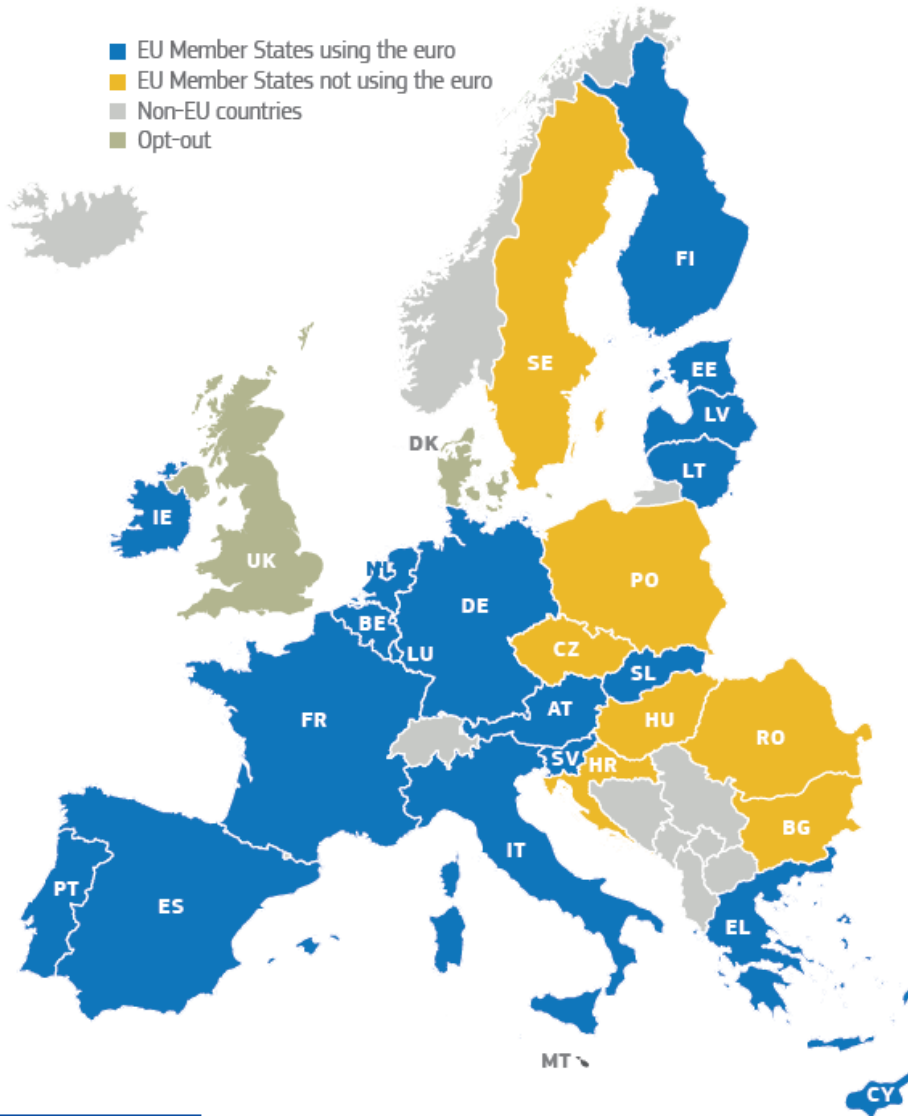 EU Member States using the euro
EU Member States not using the euro
Non-EU countries
Opt-out
FI
SE
EE
LV
DK
LT
IE
UK
NL
PO
DE
BE
CZ
LU
SL
AT
FR
HU
RO
SV
HR
BG
IT
PT
ES
EL
MT
CY